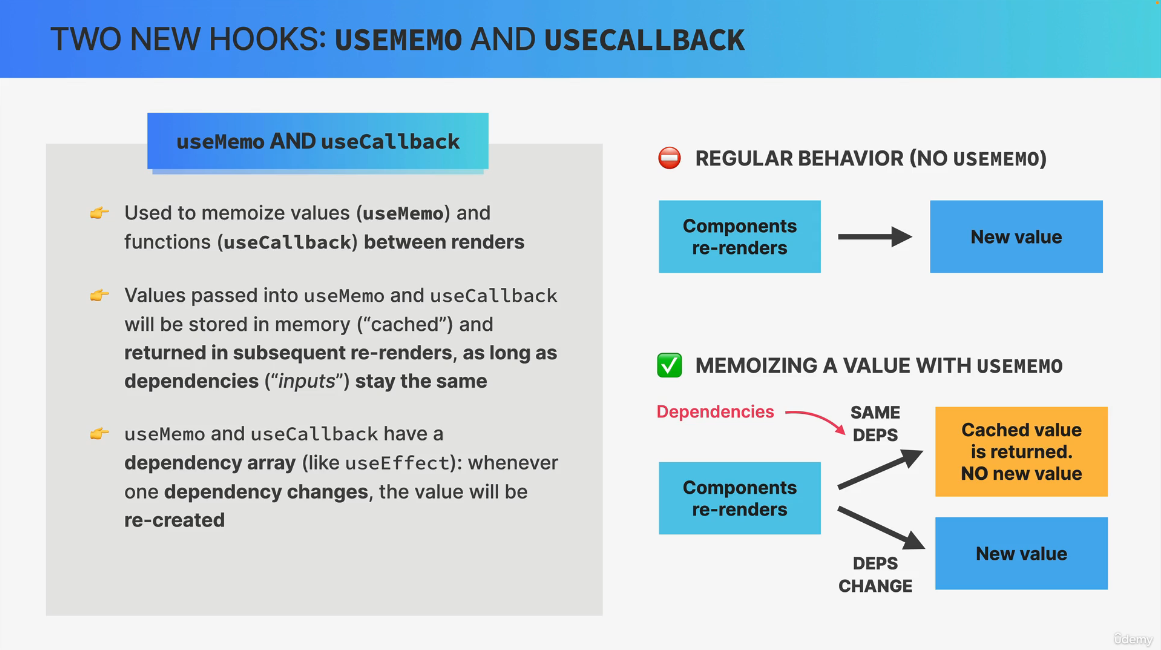 TWO NEW HOOKS: USEMEMO AND USECALLBACK
useMemo AND useCallback
Used to memoize values (useMemo) and
functions (useCallback) between renders
Values passed into useMemo and useCallback
will be stored in memory (“cached”) and
returned in subsequent re-renders, as long as
dependencies (“inputs”) stay the same
useMemo and useCallback have a
dependency array (like useEffect): whenever
one dependency changes, the value will be
re-created
REGULAR BEHAVIOR (NO USEMEMO)
Components
re-renders
New value
MEMOIZING A VALUE WITH USEMEMO
Dependencies
SAME
DEPS
Cached value
is returned.
NO new value
Components
re-renders
New value
DEPS
CHANGE
ûdemy